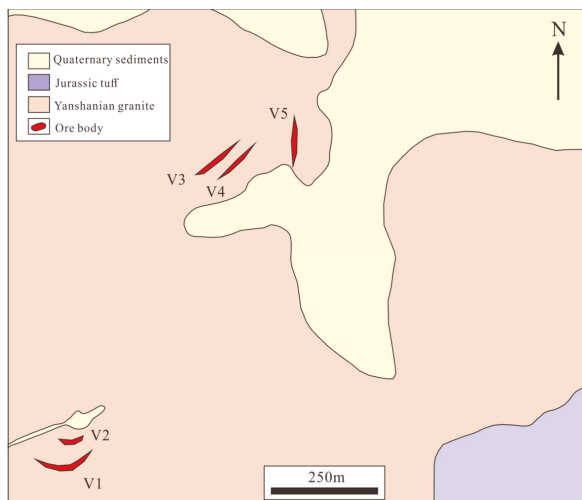 N
Quaternary sediments
Jurassic tuff
Yanshanian granite
Ore body
V5
V3
V4
V2
V1
250m